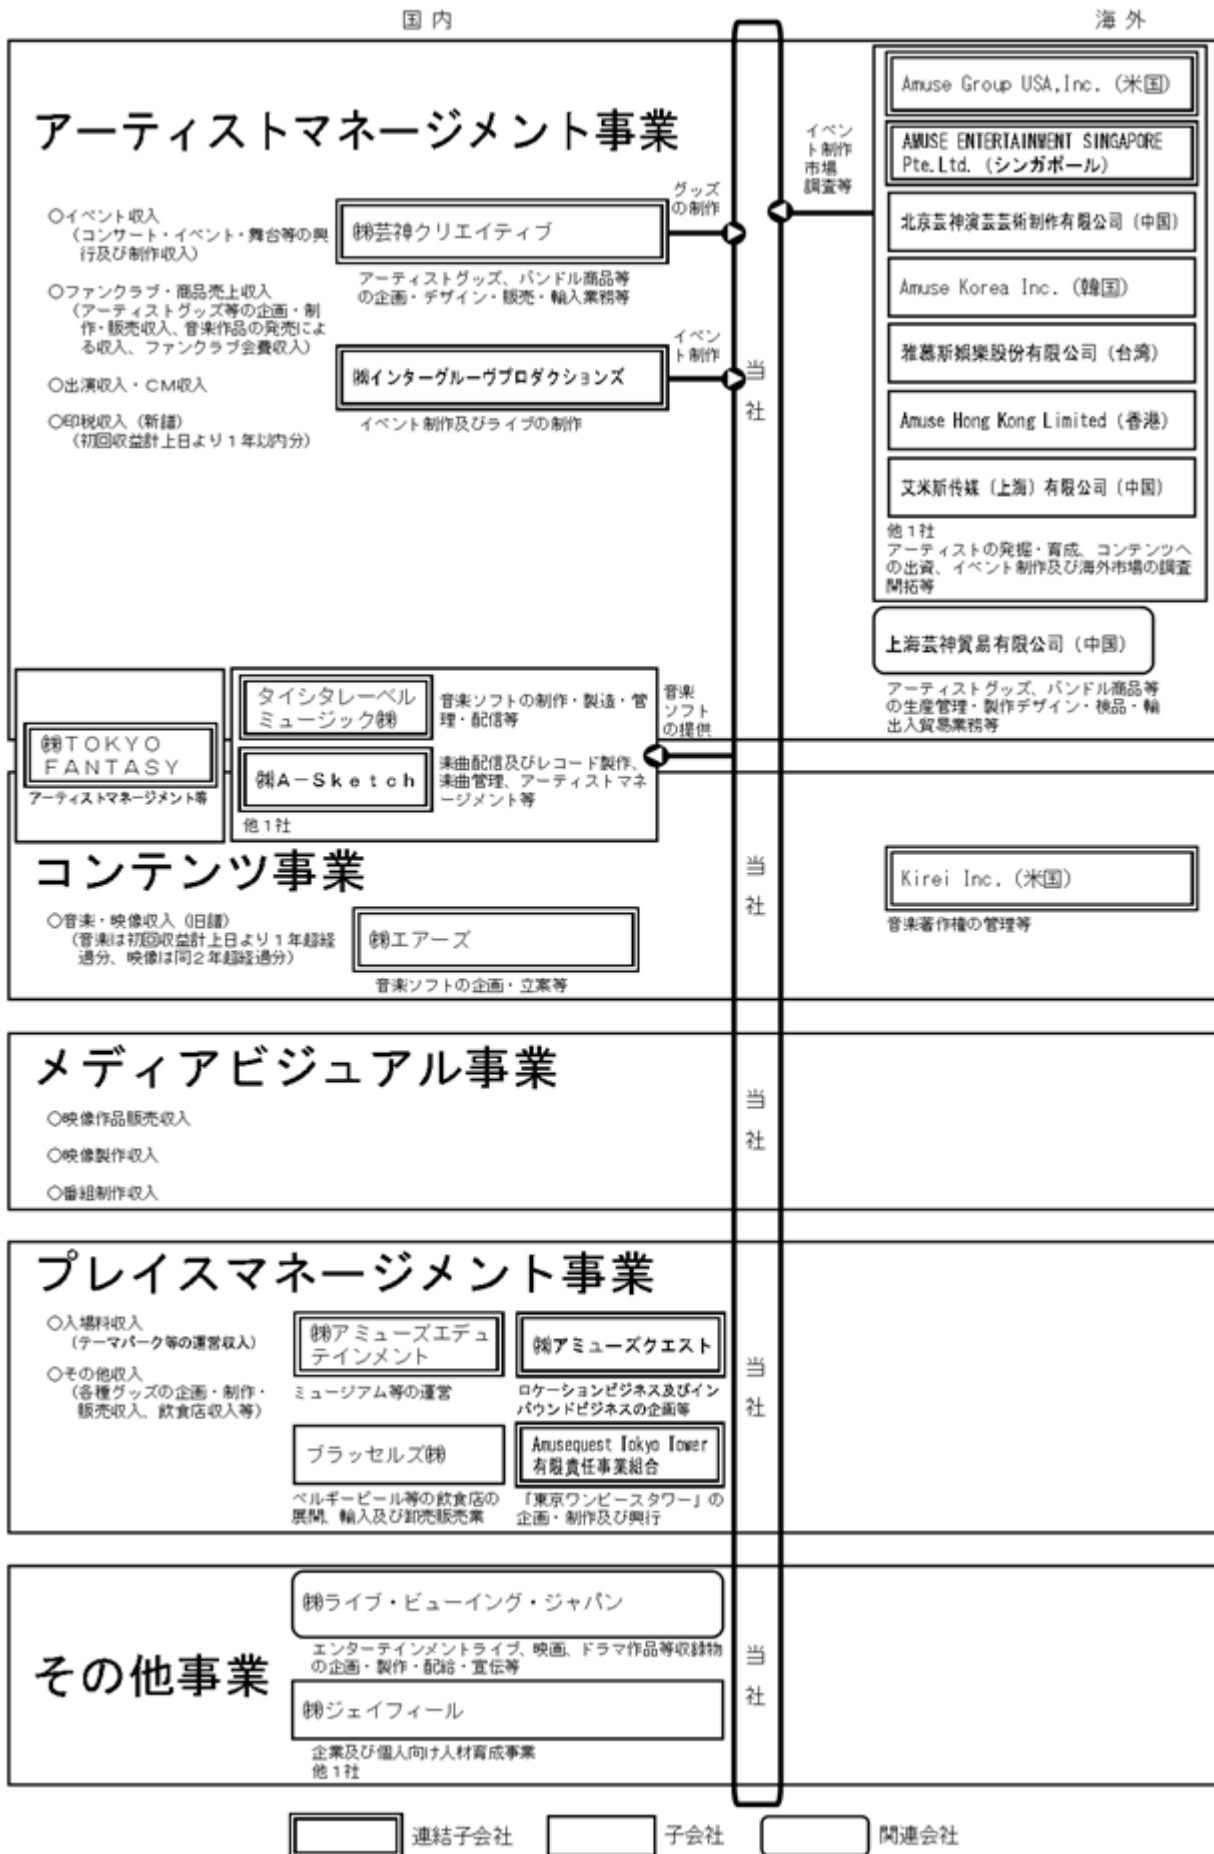 国内
海外
アーティストマネージメント事業
○イベント収入
(コンサート・イベント・舞台等の興
行及び制作収入)
○ファンクラブ・商品売上収入
(アーティストグッズ等の企画・制
作・販売収入、音楽作品の発売によ
る収入、ファンクラブ会費収入)
○出演収入・CM収入
○印税収入(新譜)
(初回収益計上日より1年以内分)
㈱芸神クリエイティブ
アーティストグッズ、バンドル商品等
の企画・デザイン・販売・輸入業務等
グッズ
の制作
㈱インターグルーヴプロダクションズ
イベント制作及びライブの制作
イベン
ト制作
当
社
イベン
ト制作
市場
調査等
Amuse Group USA,Inc. (米国)
AMUSE ENTERTAINMENT SINGAPORE
Pte.Ltd. (シンガポール)
北京芸神演芸芸術制作有限公司(中国)
Amuse Korea Inc. (韓国)
雅慕斯娯樂股份有限公司(台湾)
Amuse Hong Kong Limited (香港)
艾米斯传媒(上海)有限公司(中国)
他1社
アーティストの発掘・育成、コンテンツへ
の出資、イベント制作及び海外市場の調査
開拓等
上海芸神貿易有限公司(中国)
アーティストグッズ、バンドル商品等
の生産管理・製作デザイン・検品・輸
出入貿易業務等
㈱TOKYO
FANTASY
アーティストマネージメント等
タイシタレーベル
ミュージック㈱
音楽ソフトの制作・製造・管
理・配信等
㈱A-Sketch
楽曲配信及びレコード製作、
楽曲管理、アーティストマネ
ージメント等
他1社
音楽
ソフト
の提供
コンテンツ事業
○音楽・映像収入(旧譜)
(音楽は初回収益計上日より1年超経
過分、映像は同2年超経過分)
㈱エアーズ
音楽ソフトの企画・立案等
当
社
Kirei Inc. (米国)
音楽著作権の管理等
メディアビジュアル事業
○映像作品販売収入
○映像製作収入
○番組制作収入
当
社
プレイスマネージメント事業
○入場料収入
(テーマパーク等の運営収入)
○その他収入
(各種グッズの企画・制作・
販売収入、飲食店収入等)
㈱アミューズエデュ
テインメント
ミュージアム等の運営
㈱アミューズクエスト
ロケーションビジネス及びイン
バウンドビジネスの企画等
ブラッセルズ㈱
ベルギービール等の飲食店の
展開、輸入及び卸売販売業
Amusequest Tokyo Tower
有限責任事業組合
「東京ワンピースタワー」の
企画・制作及び興行
当
社
その他事業
㈱ライブ・ビューイング・ジャパン
エンターテインメントライブ、映画、ドラマ作品等収録物
の企画・製作・配給・宣伝等
㈱ジェイフィール
企業及び個人向け人材育成事業
他1社
当
社
連結子会社
子会社
関連会社